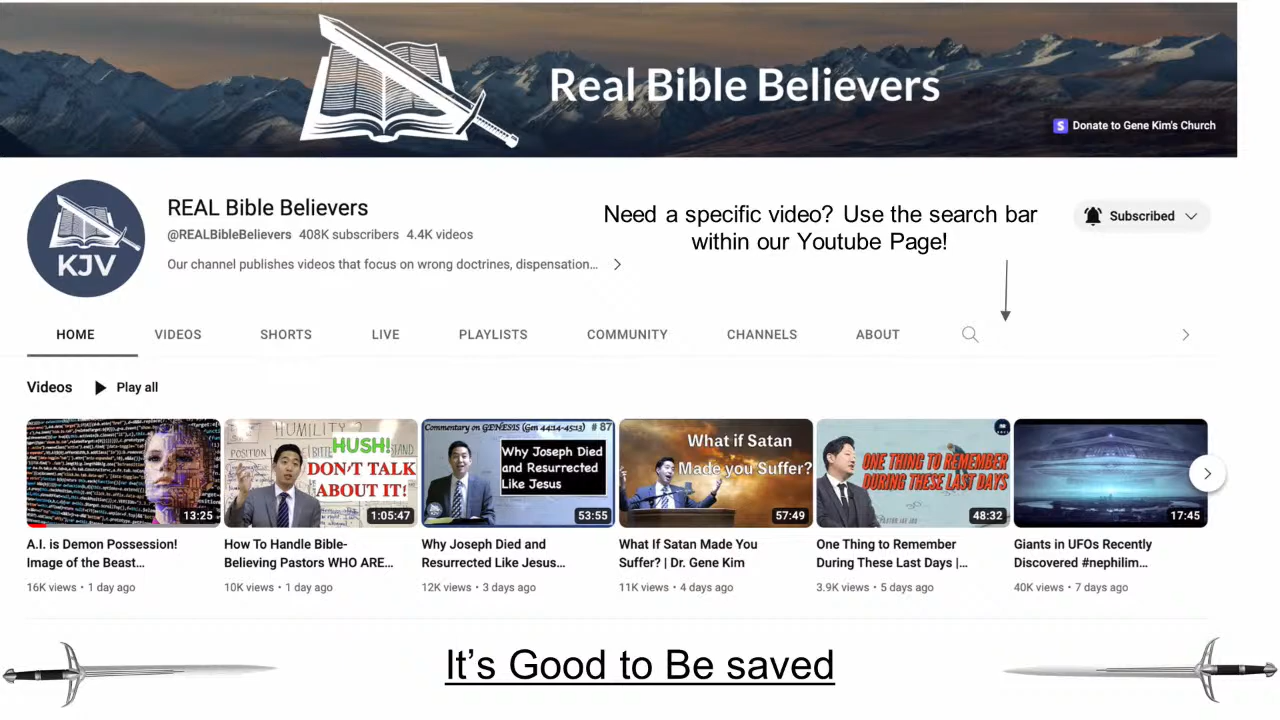 Real Bible Believers
S Donate to Gene Kim's Church
KJV
REAL Bible Believers
@REALBibleBelievers 408K subscribers 4.4K videos
Our channel publishes videos that focus on wrong doctrines, dispensation...
Need a specific video? Use the search bar
within our Youtube Page!
Subscribed
HOME VIDEOS SHORTS LIVE PLAYLISTS COMMUNITY CHANNELS ABOUT
Videos Play all
13:25
HUMILITY
POSITION
HUSH!
DON'T TALK
ABOUT IT!
1:05:47
Commentary on GENESIS (Gen 44:14-45:13) # 87
Why Joseph Died
and Resurrected
Like Jesus
53:55
What if Satan
Made you Suffer?
57:49
ONE THING TO REMEMBER
DURING THESE LAST DAYS
48:32
17:45
A.I. is Demon Possession!
Image of the Beast...
16K views • 1 day ago
How To Handle Bible-
Believing Pastors WHO ARE...
10K views • 1 day ago
Why Joseph Died and
Resurrected Like Jesus...
12K views • 3 days ago
What If Satan Made You
Suffer? | Dr. Gene Kim
11K views • 4 days ago
One Thing to Remember
During These Last Days |...
3.9K views • 5 days ago
Giants in UFOs Recently
Discovered #nephilim...
40K views • 7 days ago
It's Good to Be saved